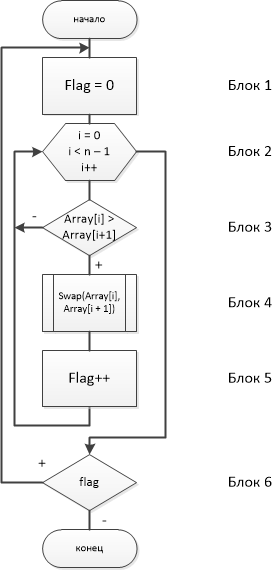 начало
Flag = 0
Блок 1
i = 0
i < n – 1
i++
Блок 2
Array[i] >
Array[i+1]
-
Блок 3
+
Swap(Array[i],
Array[i + 1])
Блок 4
Flag++
Блок 5
+
flag
Блок 6
-
конец